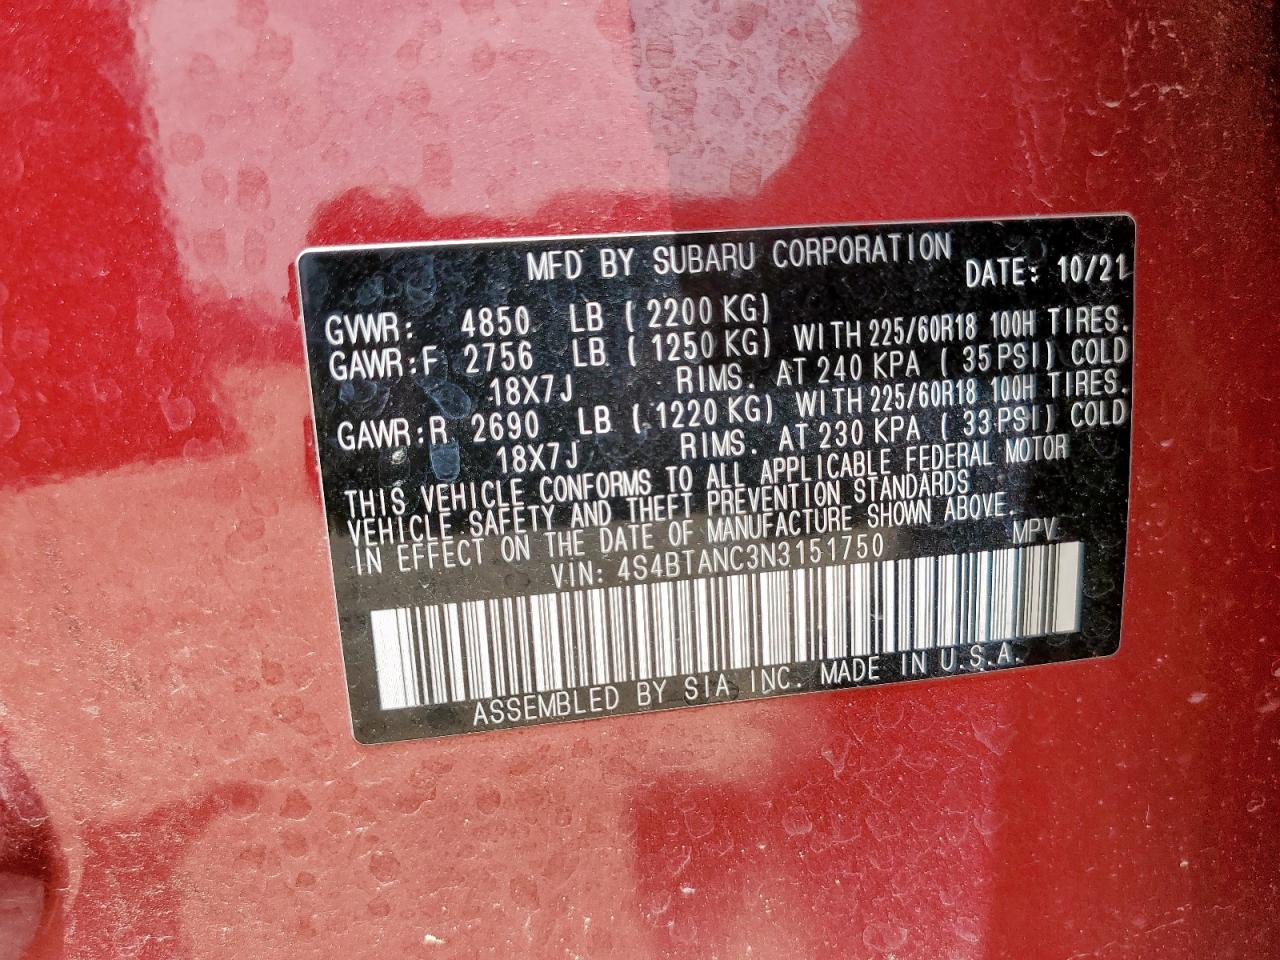 MFD BY SUBARU CORPORATION
DATE: 10/21
GVWR: 4850 LB ( 2200 KG)
GAWR:F 2756 LB ( 1250 KG) WITH 225/60R18 100H TIRES.
18X7J RIMS. AT 240 KPA ( 35 PSI) COLD
GAWR:R 2690 LB ( 1220 KG) WITH 225/60R18 100H TIRES.
18X7J RIMS. AT 230 KPA ( 33 PSI) COLD
THIS VEHICLE CONFORMS TO ALL APPLICABLE FEDERAL MOTOR
VEHICLE SAFETY AND THEFT PREVENTION STANDARDS
IN EFFECT ON THE DATE OF MANUFACTURE SHOWN ABOVE.
VIN: 4S4BTANC3N3151750 MPV
ASSEMBLED BY SIA INC. MADE IN U.S.A.